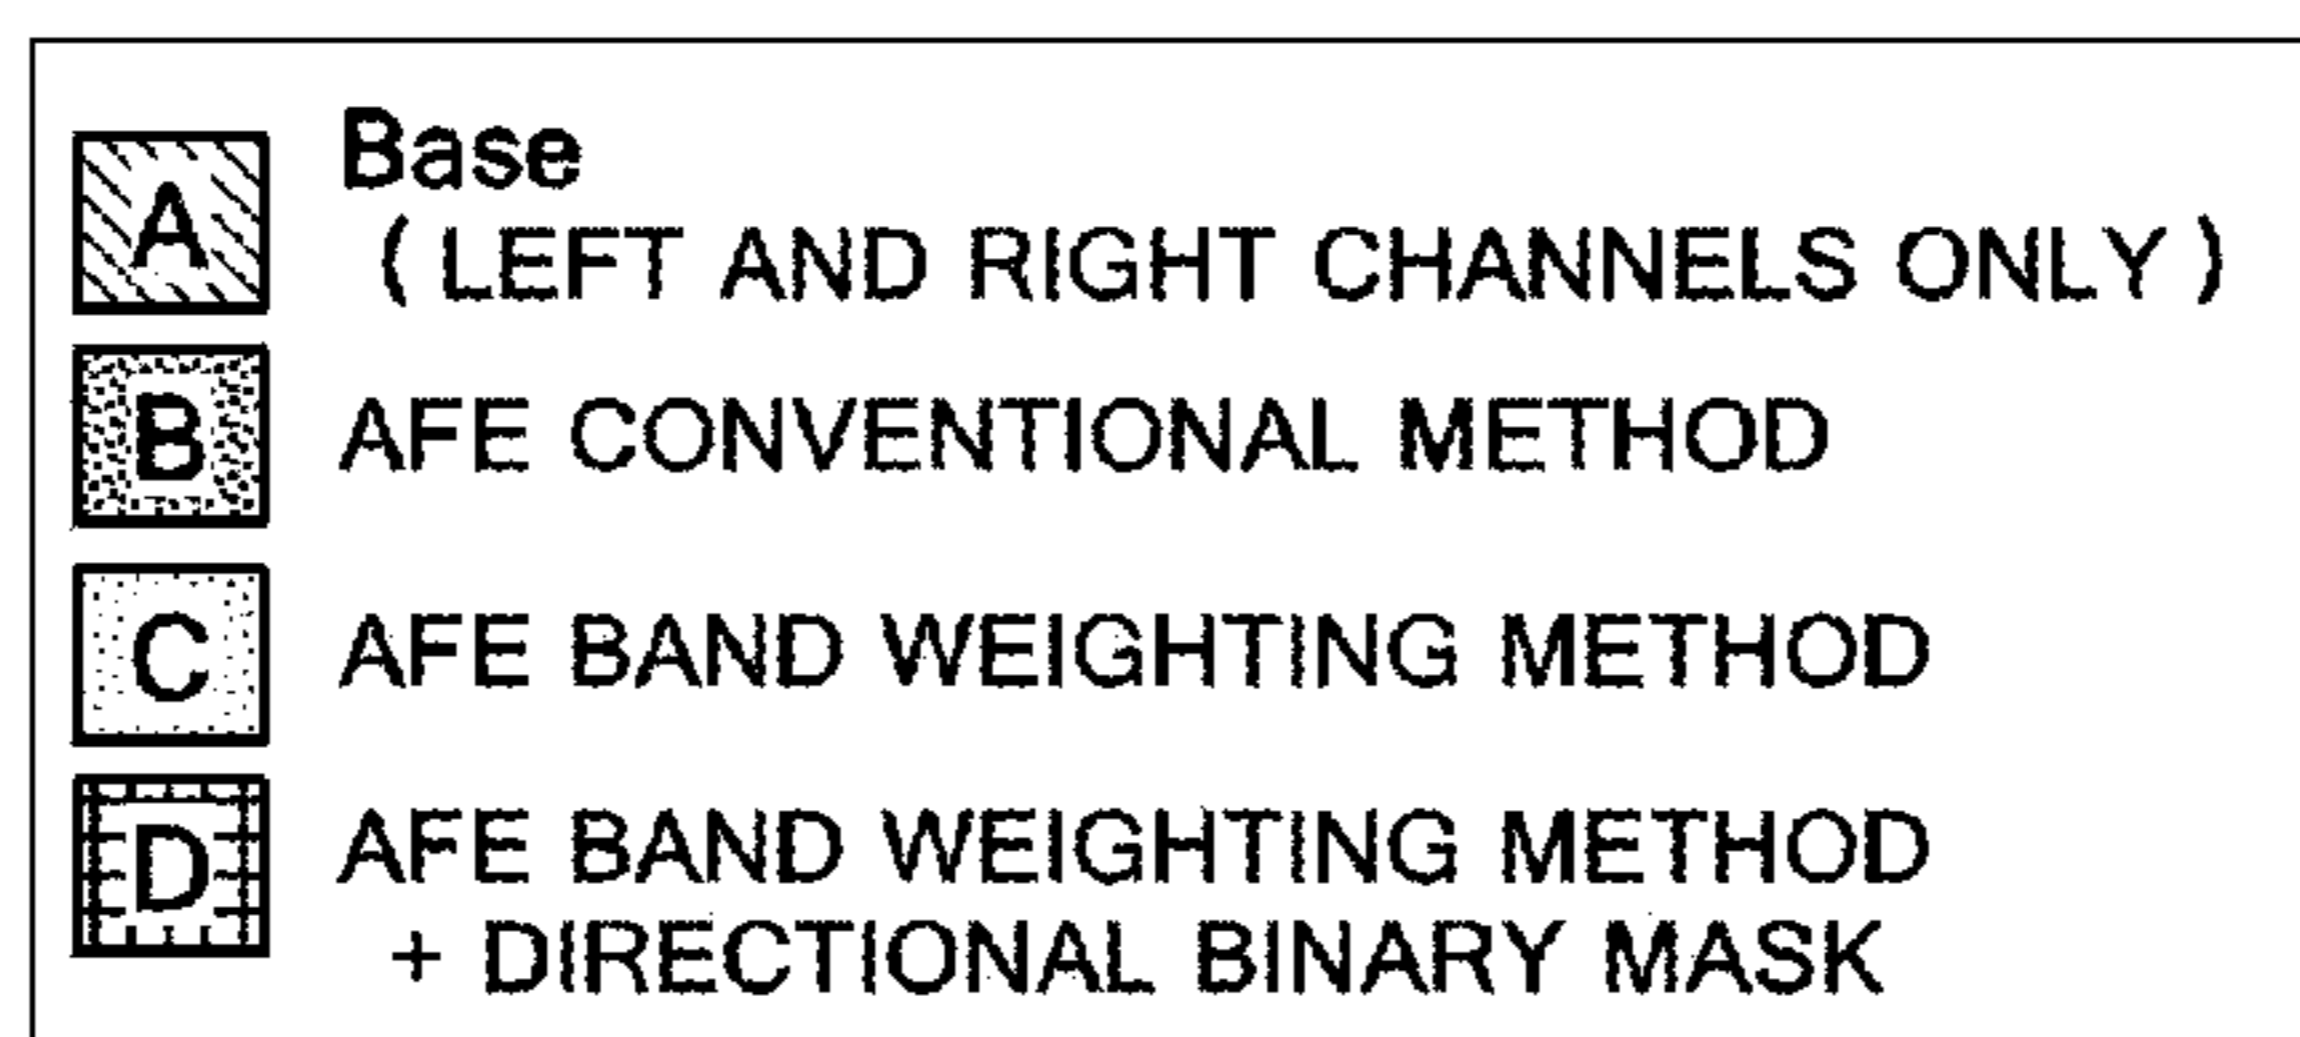 A Base
( LEFT AND RIGHT CHANNELS ONLY )
B AFE CONVENTIONAL METHOD
C AFE BAND WEIGHTING METHOD
D AFE BAND WEIGHTING METHOD
+ DIRECTIONAL BINARY MASK